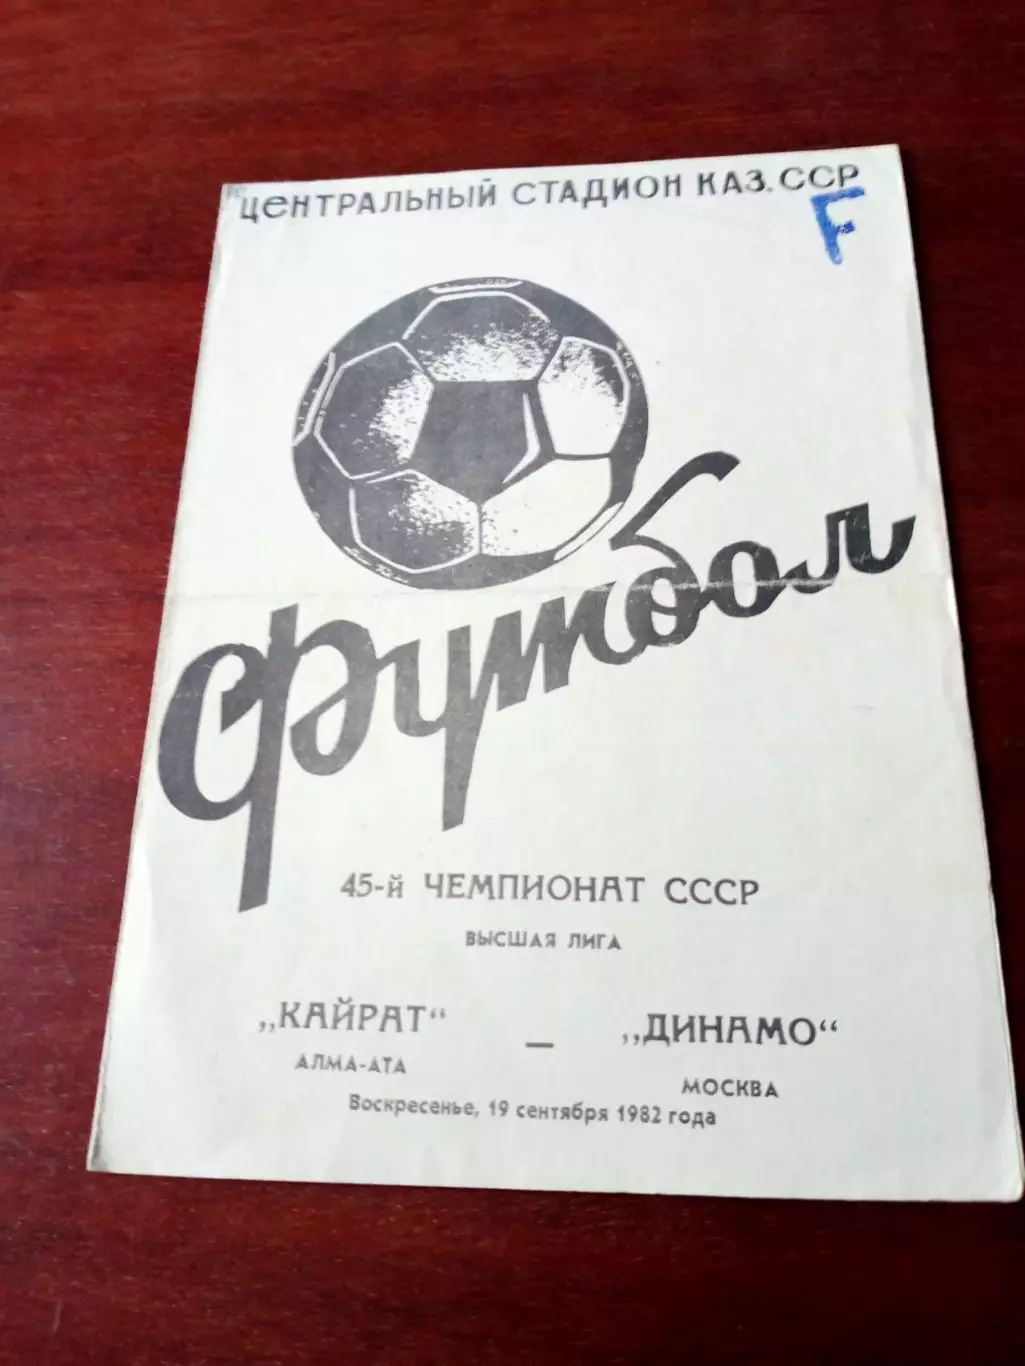 ЦЕНТРАЛЬНЫЙ СТАДИОН КАЗ. ССР
F
Футбол
45-й ЧЕМПИОНАТ СССР
ВЫСШАЯ ЛИГА
„КАЙРАТ“ — „ДИНАМО“
АЛМА-АТА МОСКВА
Воскресенье, 19 сентября 1982 года